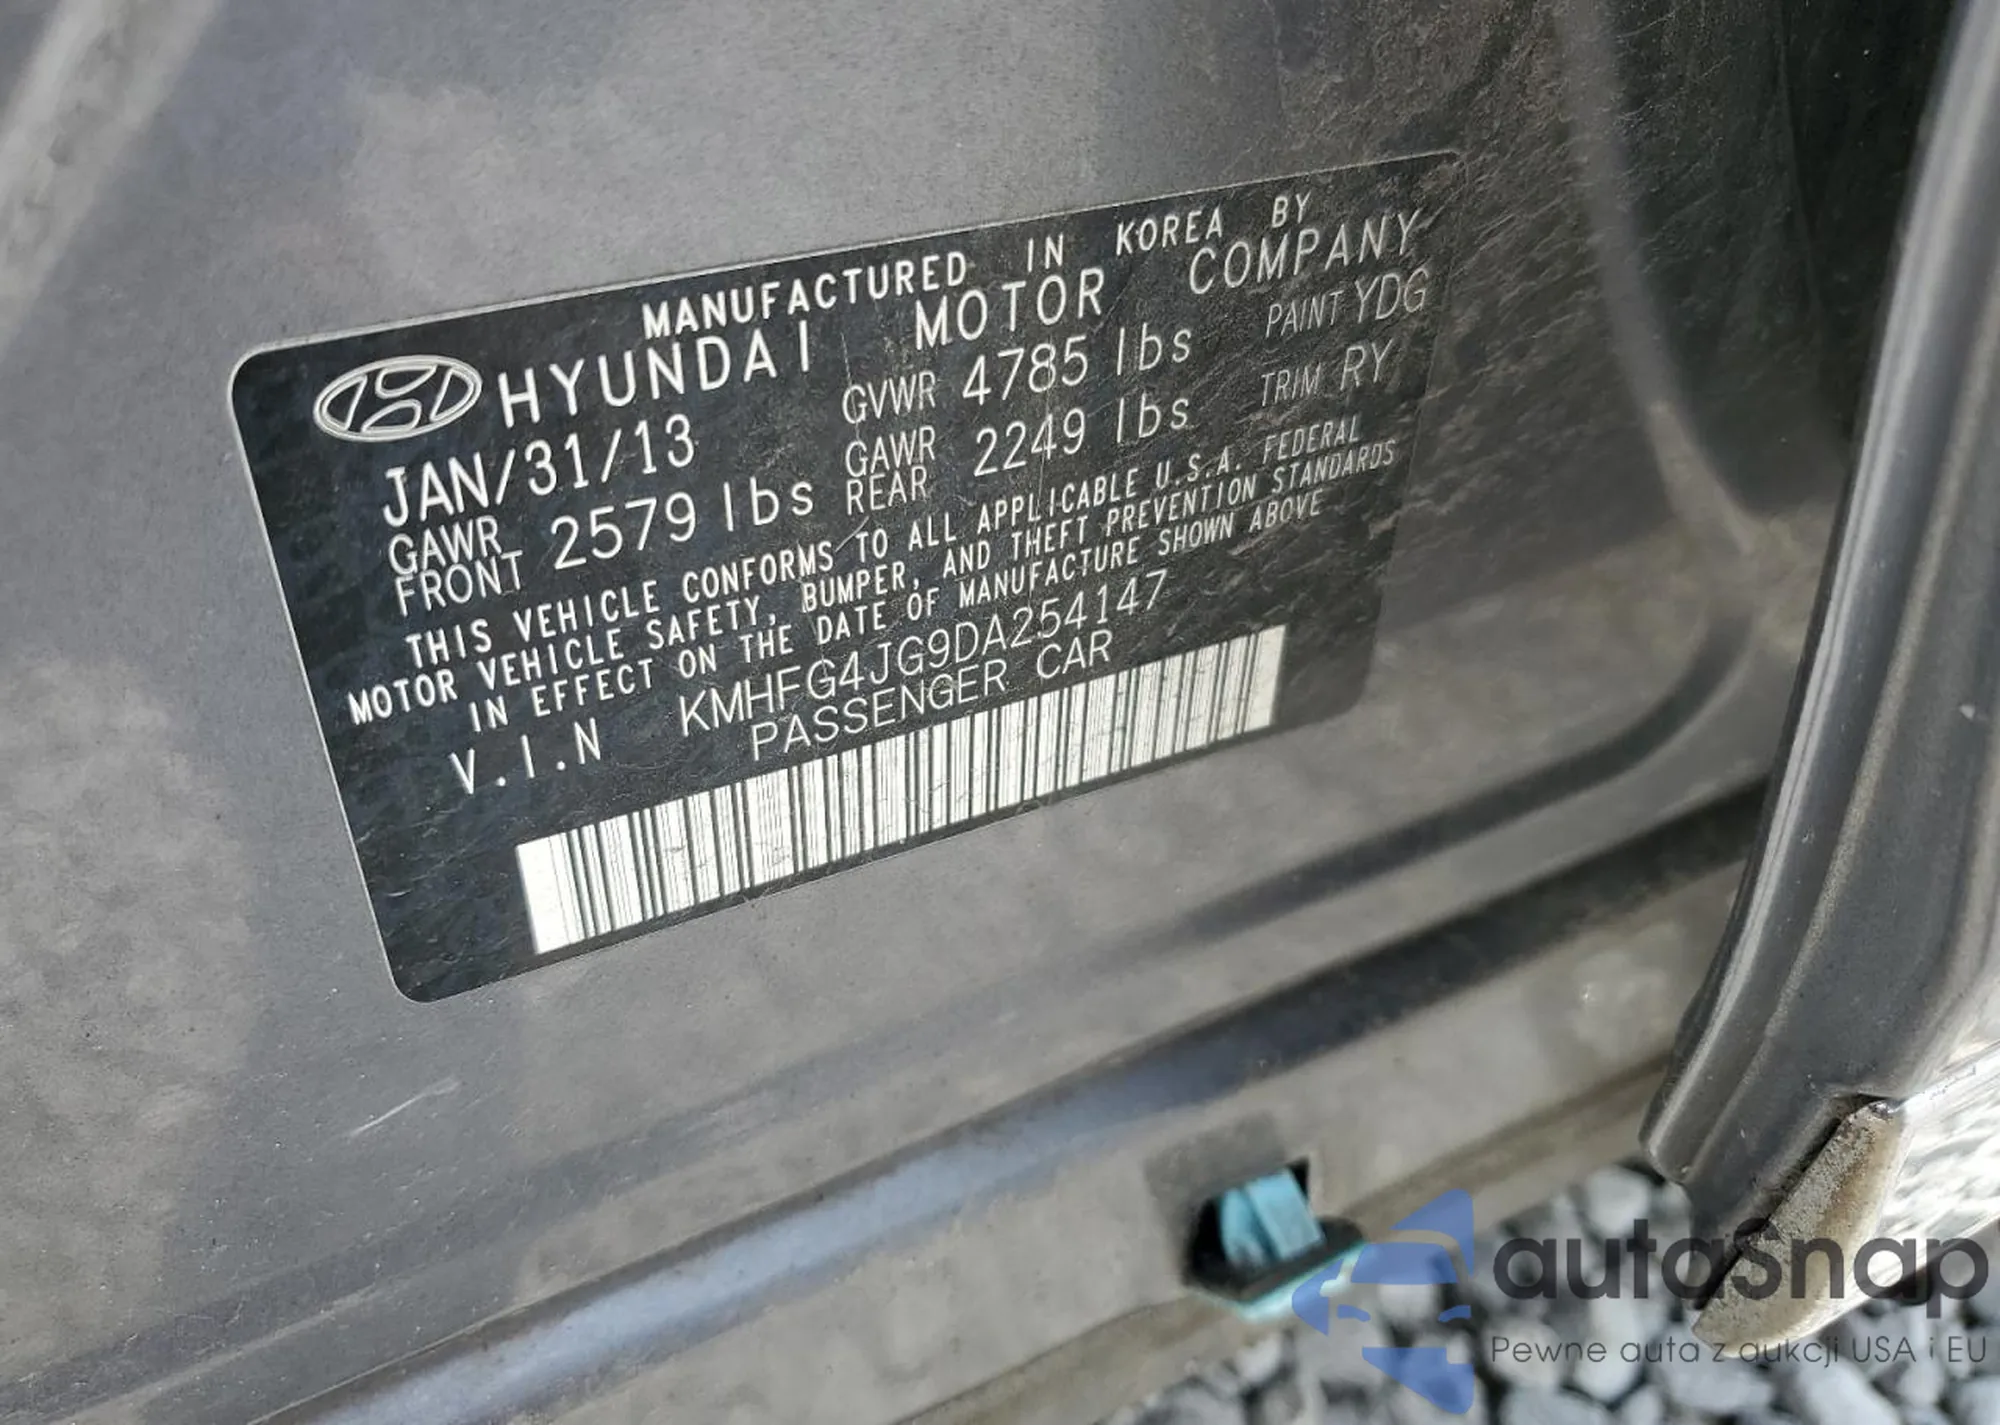 MANUFACTURED IN KOREA BY
HYUNDAI MOTOR COMPANY
JAN/31/13 GVWR 4785 lbs PAINT YDG
GAWR FRONT 2579 lbs GAWR REAR 2249 lbs TRIM RY
THIS VEHICLE CONFORMS TO ALL APPLICABLE U.S.A. FEDERAL
MOTOR VEHICLE SAFETY, BUMPER, AND THEFT PREVENTION STANDARDS
IN EFFECT ON THE DATE OF MANUFACTURE SHOWN ABOVE
V.I.N KMHFG4JG9DA254147
PASSENGER CAR
autoSnap
Pewne auta z aukcji USA i EU